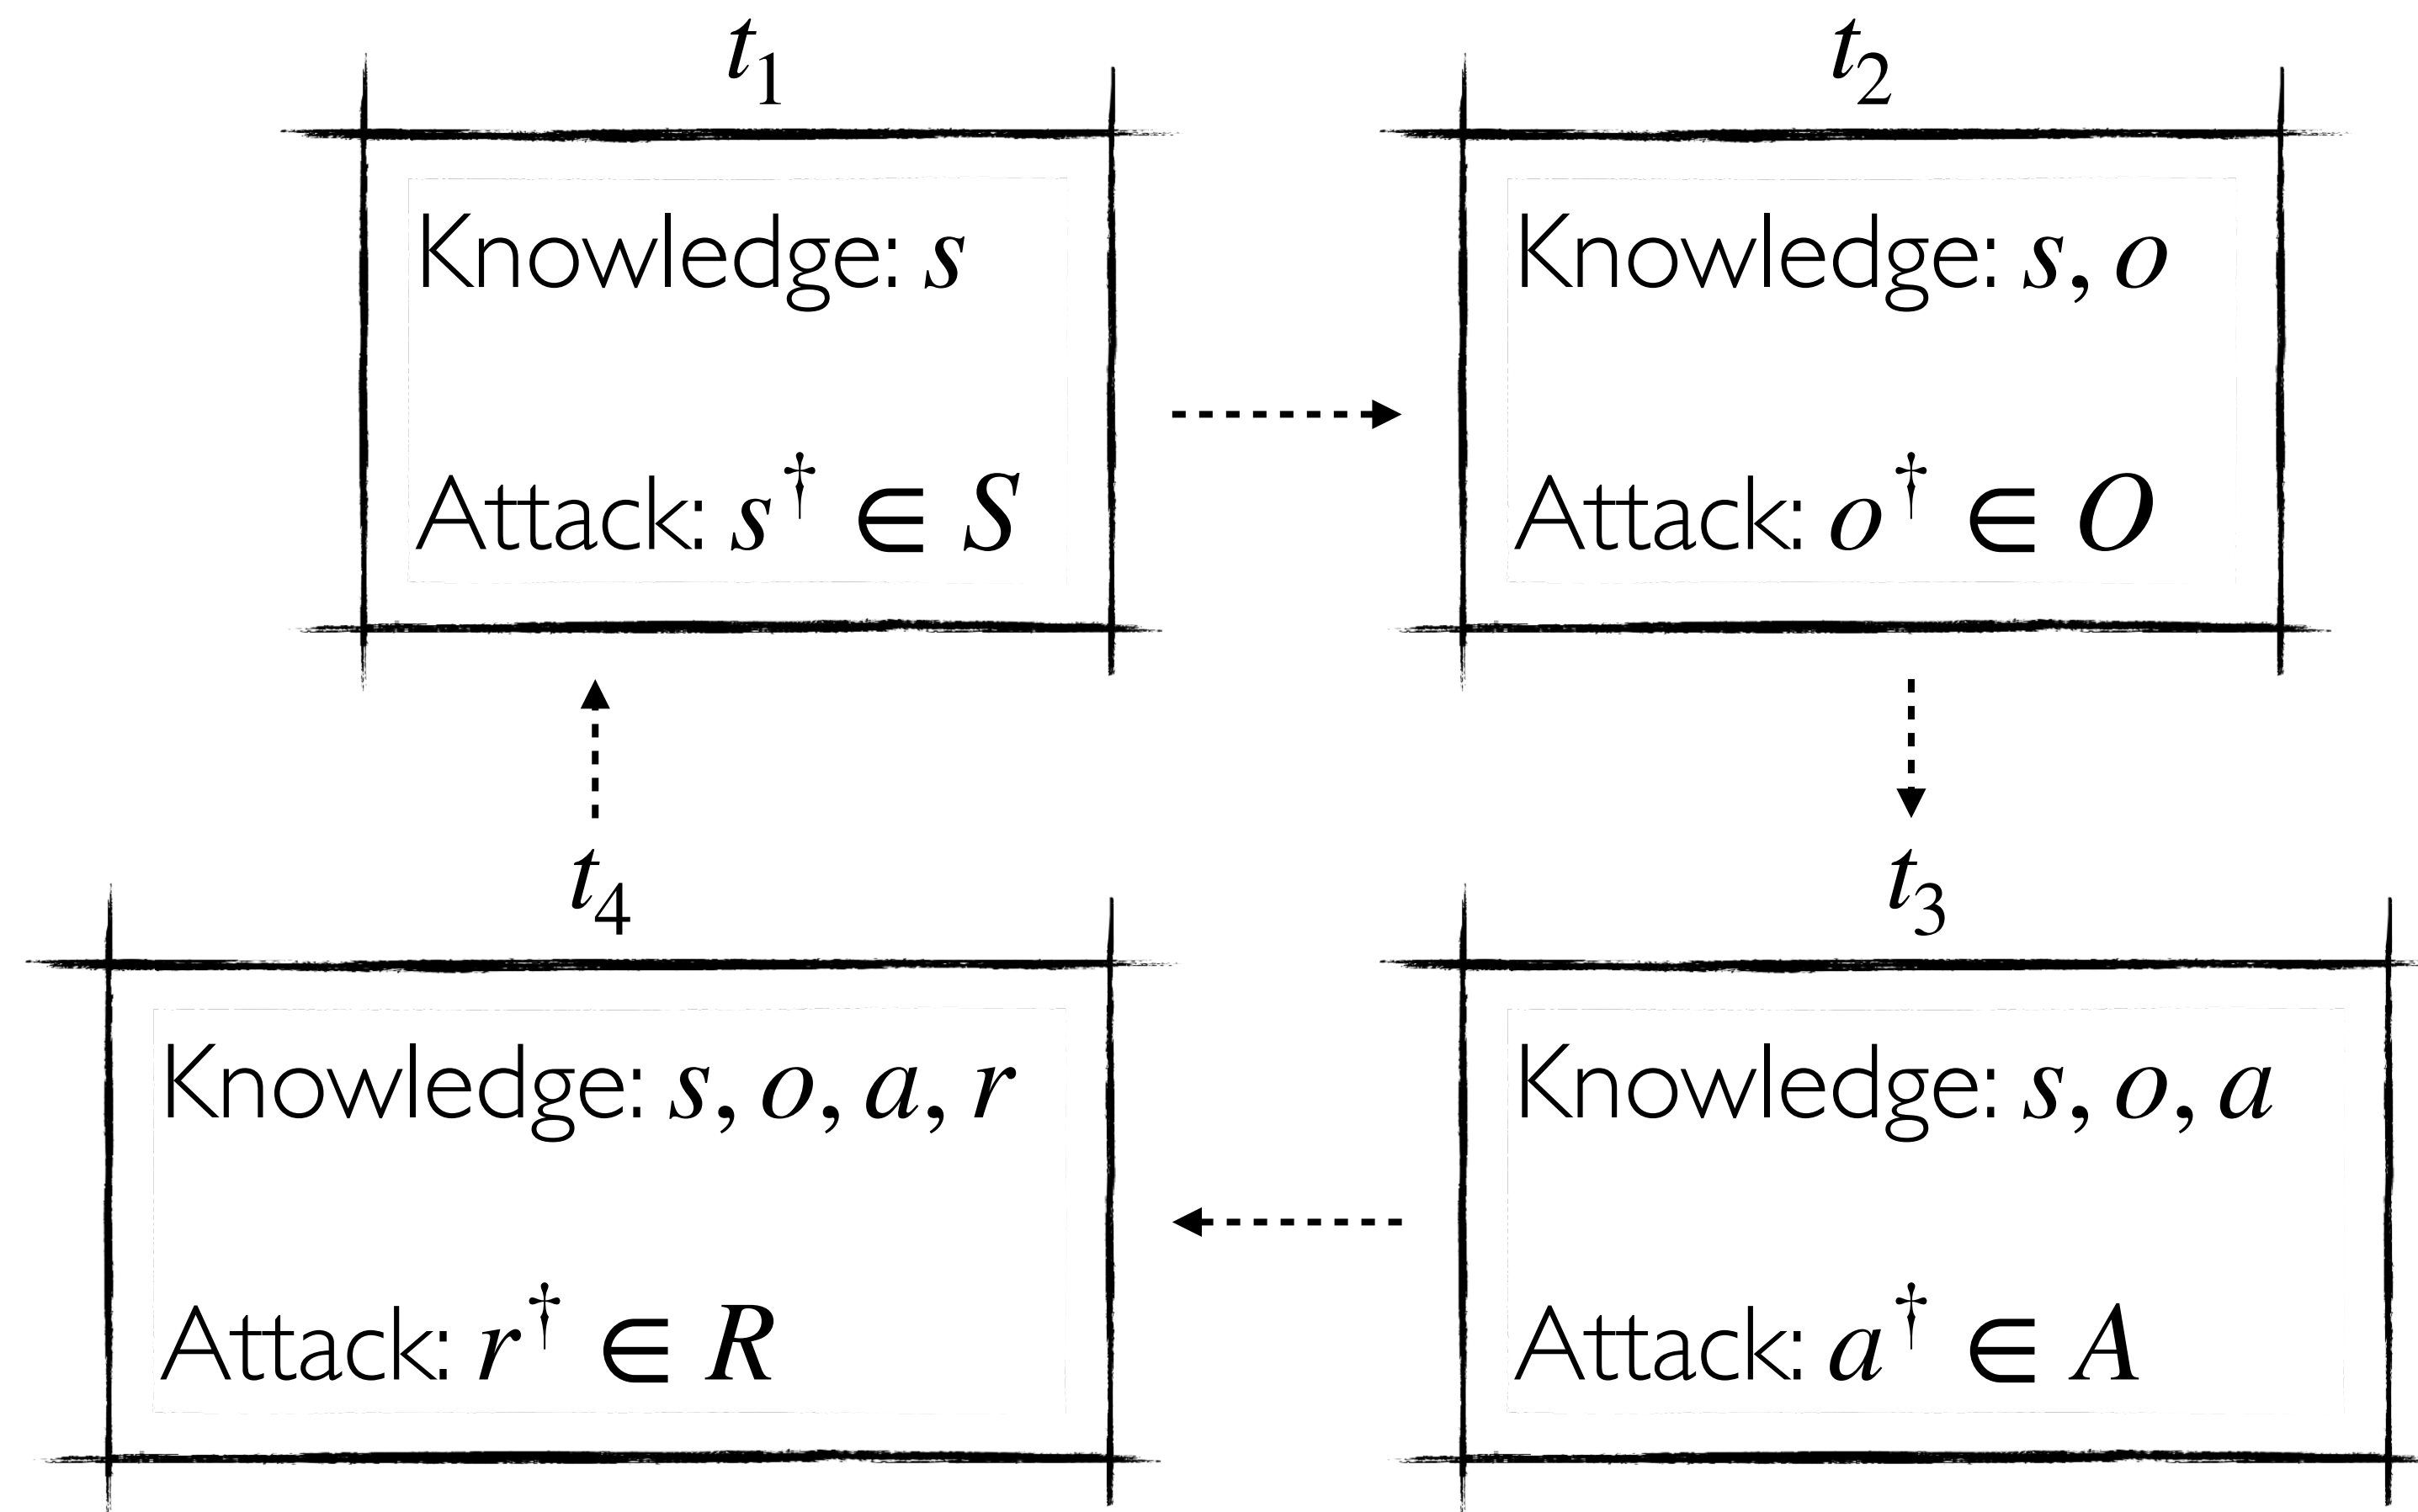 t₁
Knowledge: s
Attack: s† ∈ S
t₂
Knowledge: s, o
Attack: o† ∈ O
t₄
Knowledge: s, o, a, r
Attack: r† ∈ R
t₃
Knowledge: s, o, a
Attack: a† ∈ A